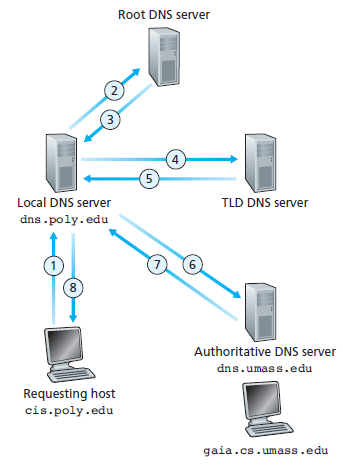 Root DNS server
2
3
4
5
Local DNS server
dns.poly.edu
TLD DNS server
1
8
7
6
Authoritative DNS server
dns.umass.edu
Requesting host
cis.poly.edu
gaia.cs.umass.edu